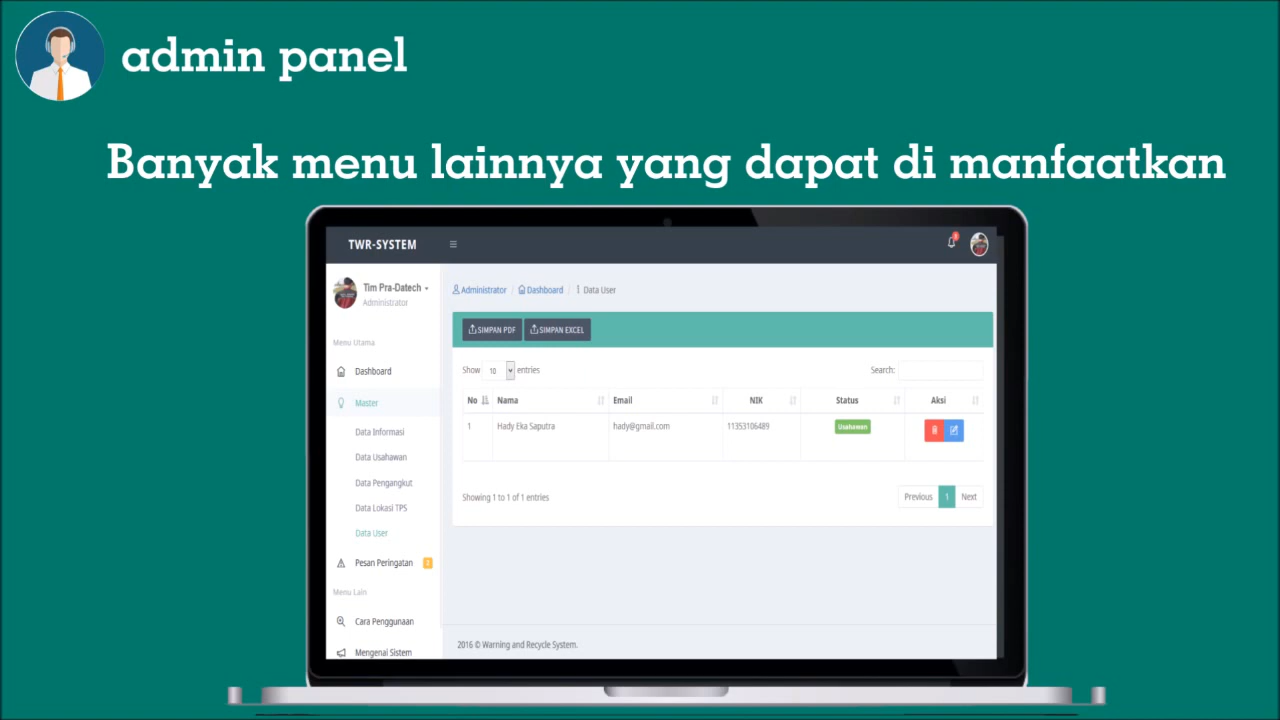 admin panel
Banyak menu lainnya yang dapat di manfaatkan
TWR-SYSTEM
Tim Pra-Datech
Administrator
Administrator / Dashboard / Data User
SIMPAN PDF SIMPAN EXCEL
Menu Utama
Dashboard
Master
Data Informasi
Data Usahawan
Data Pengangkut
Data Lokasi TPS
Data User
Pesan Peringatan
Menu Lain
Cara Penggunaan
Mengenai Sistem
Show 10 entries Search:
No Nama Email NIK Status Aksi
1 Hady Eka Saputra hady@gmail.com 11353106489 Usahawan
Showing 1 to 1 of 1 entries Previous 1 Next
2016 © Warning and Recycle System.